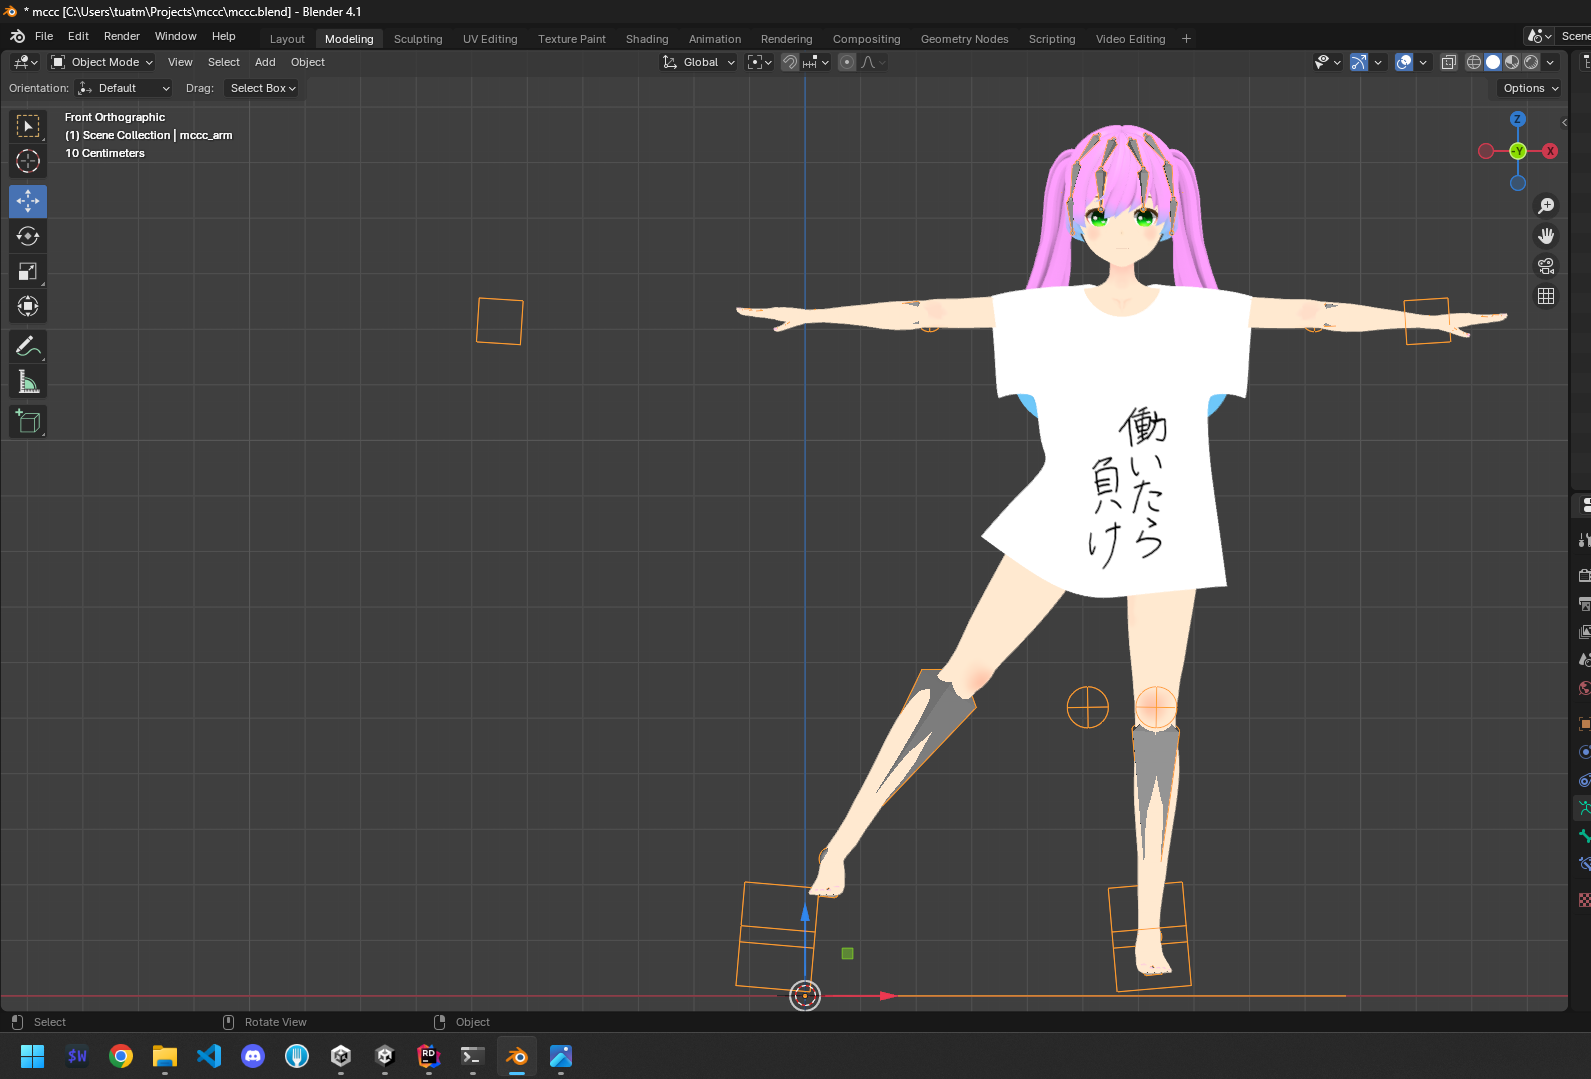 * mccc [C:\Users\tuatm\Projects\mccc\mccc.blend] - Blender 4.1
File Edit Render Window Help Layout Modeling Sculpting UV Editing Texture Paint Shading Animation Rendering Compositing Geometry Nodes Scripting Video Editing + Scene
Object Mode View Select Add Object Global
Orientation: Default Drag: Select Box Options
Front Orthographic
(1) Scene Collection | mccc_arm
10 Centimeters
Z
-Y X
働いたら
負け
Select Rotate View Object
$W RD